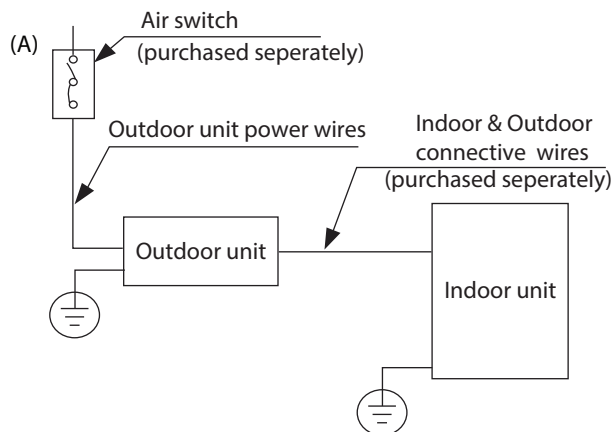 (A)
Air switch
(purchased seperately)
Outdoor unit power wires
Indoor & Outdoor
connective wires
(purchased seperately)
Outdoor unit
Indoor unit